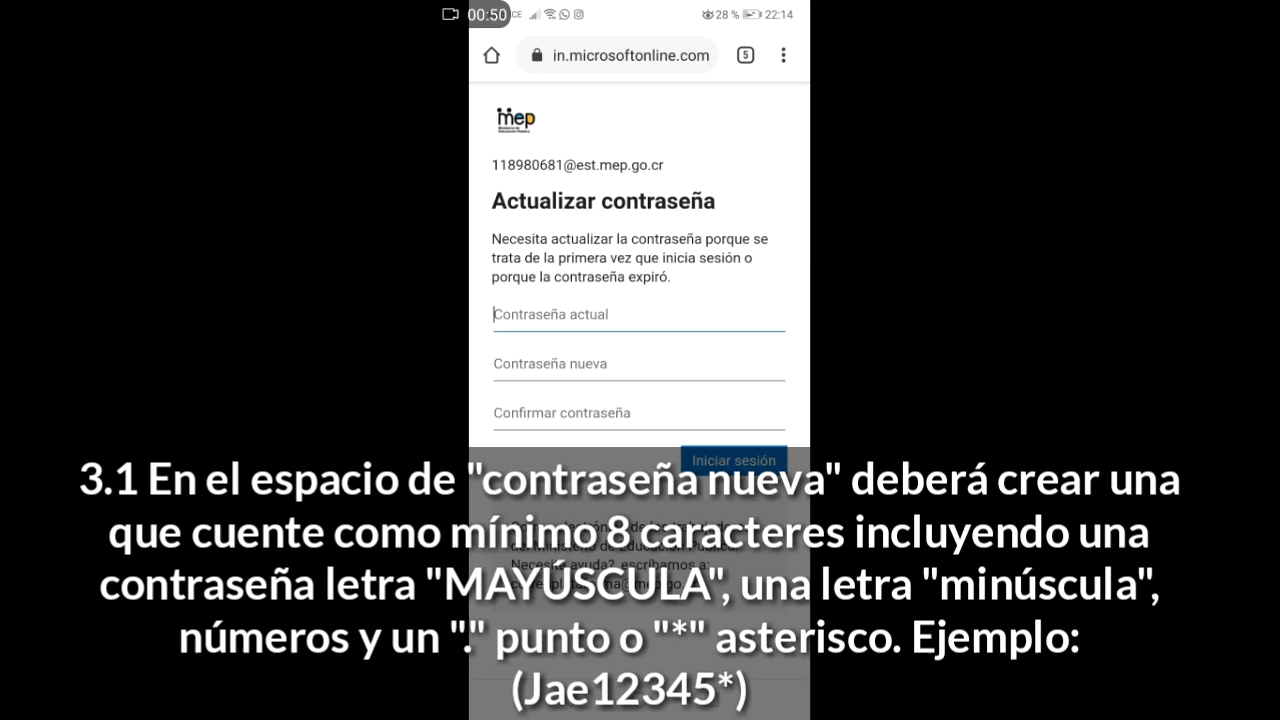 00:50 CE 28 % 22:14
in.microsoftonline.com 5
mep
118980681@est.mep.go.cr
Actualizar contraseña
Necesita actualizar la contraseña porque se
trata de la primera vez que inicia sesión o
porque la contraseña expiró.
Contraseña actual
Contraseña nueva
Confirmar contraseña
Iniciar sesión
3.1 En el espacio de "contraseña nueva" deberá crear una
que cuente como mínimo 8 caracteres incluyendo una
contraseña letra "MAYÚSCULA", una letra "minúscula",
números y un "." punto o "*" asterisco. Ejemplo:
(Jae12345*)